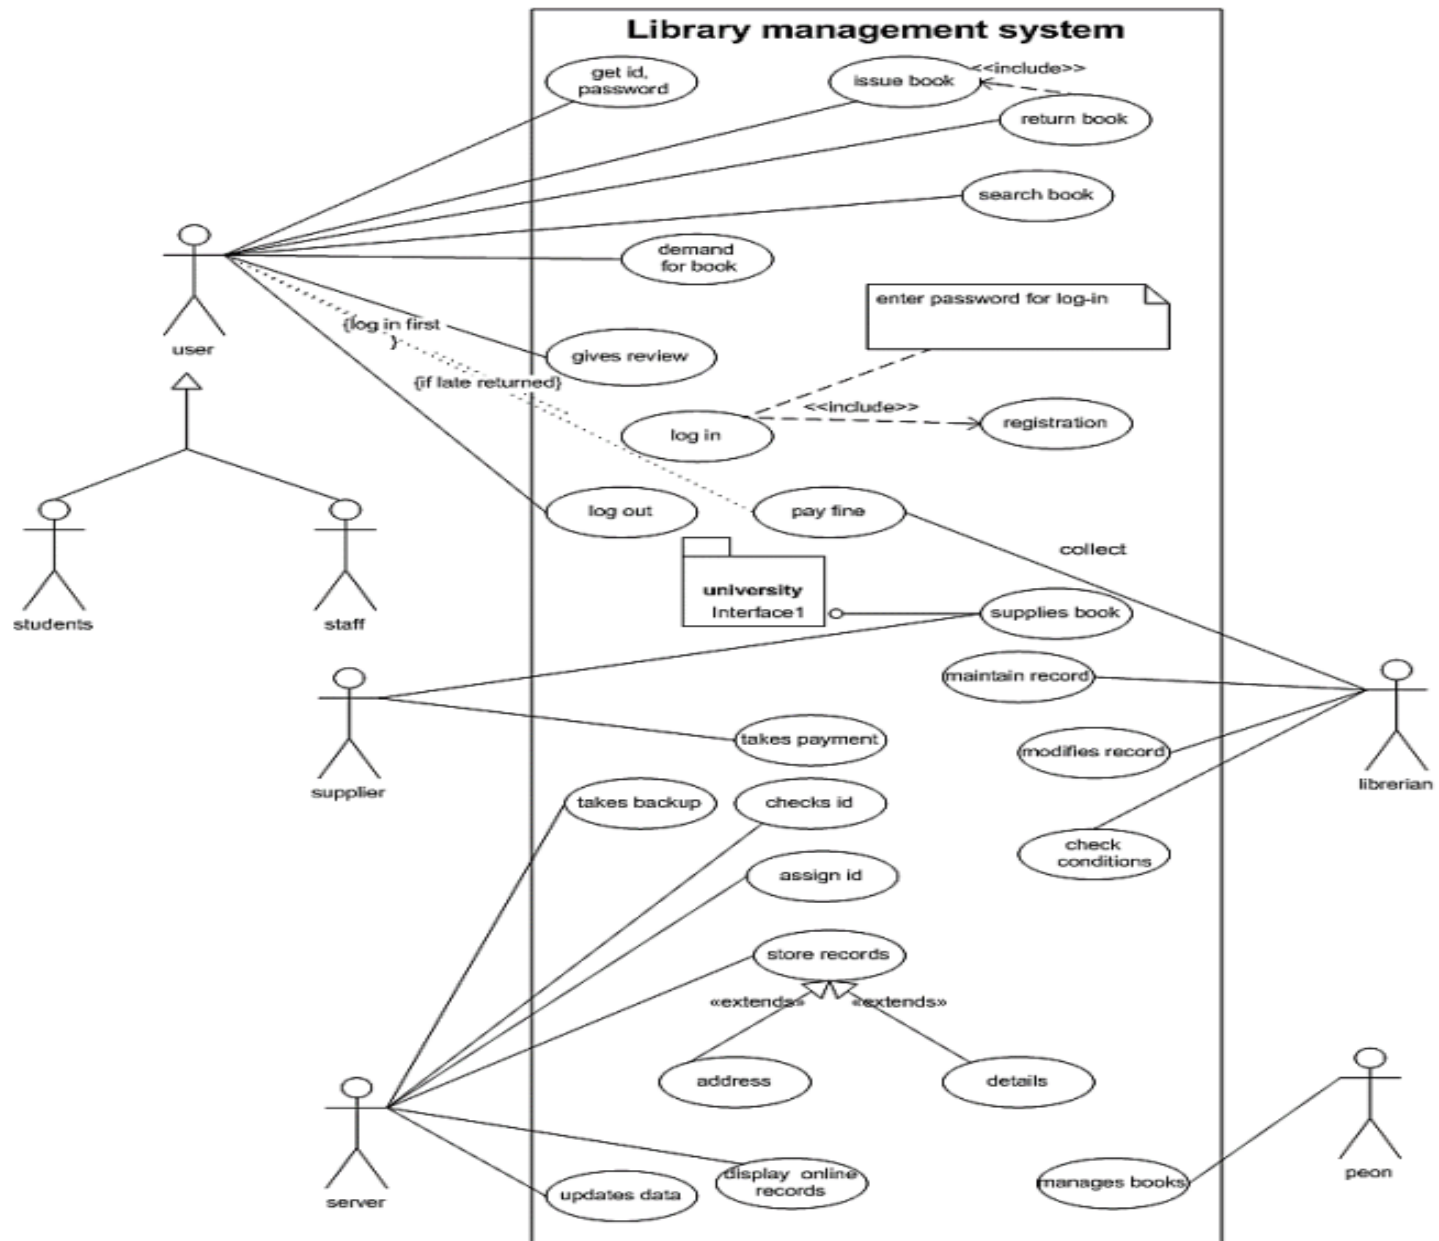 Library management system
get id,
password
issue book
<<include>>
return book
search book
demand
for book
user
enter password for log-in
{log in first
}
gives review
{if late returned}
<<include>>
log in
registration
log out
pay fine
collect
students
staff
university
Interface1
supplies book
maintain record
takes payment
modifies record
supplier
librerian
takes backup
checks id
check
conditions
assign id
store records
«extends»
«extends»
address
details
server
updates data
display online
records
manages books
peon